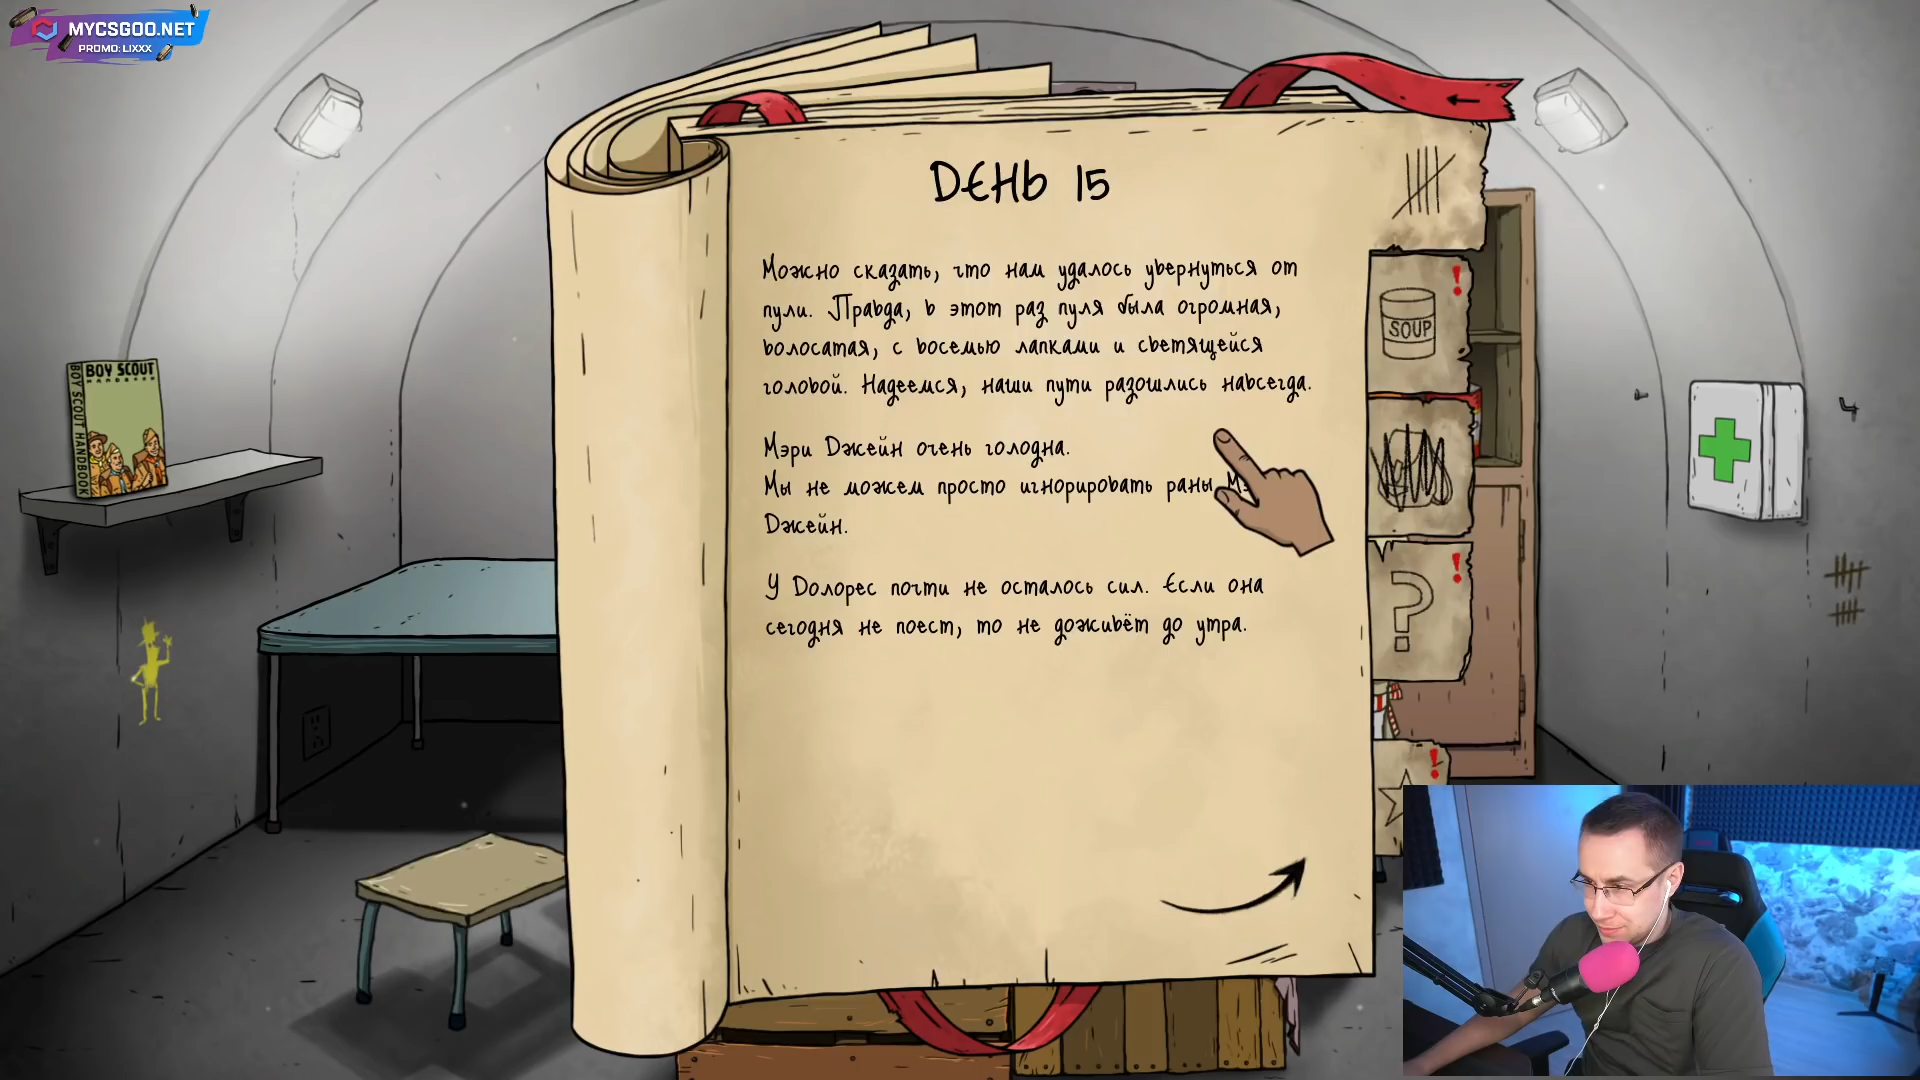 MYCSGOO.NET
PROMO: LIXXX
ДЕНЬ 15
Можно сказать, что нам удалось увернуться от
пули. Правда, в этот раз пуля была огромная,
волосатая, с восемью лапками и светящейся
головой. Надеемся, наши пути разошлись навсегда.
Мэри Джейн очень голодна.
Мы не можем просто игнорировать раны
Джейн.
У Долорес почти не осталось сил. Если она
сегодня не поест, то не доживёт до утра.
SOUP
BOY SCOUT
HANDBOOK
BOY SCOUT HANDBOOK